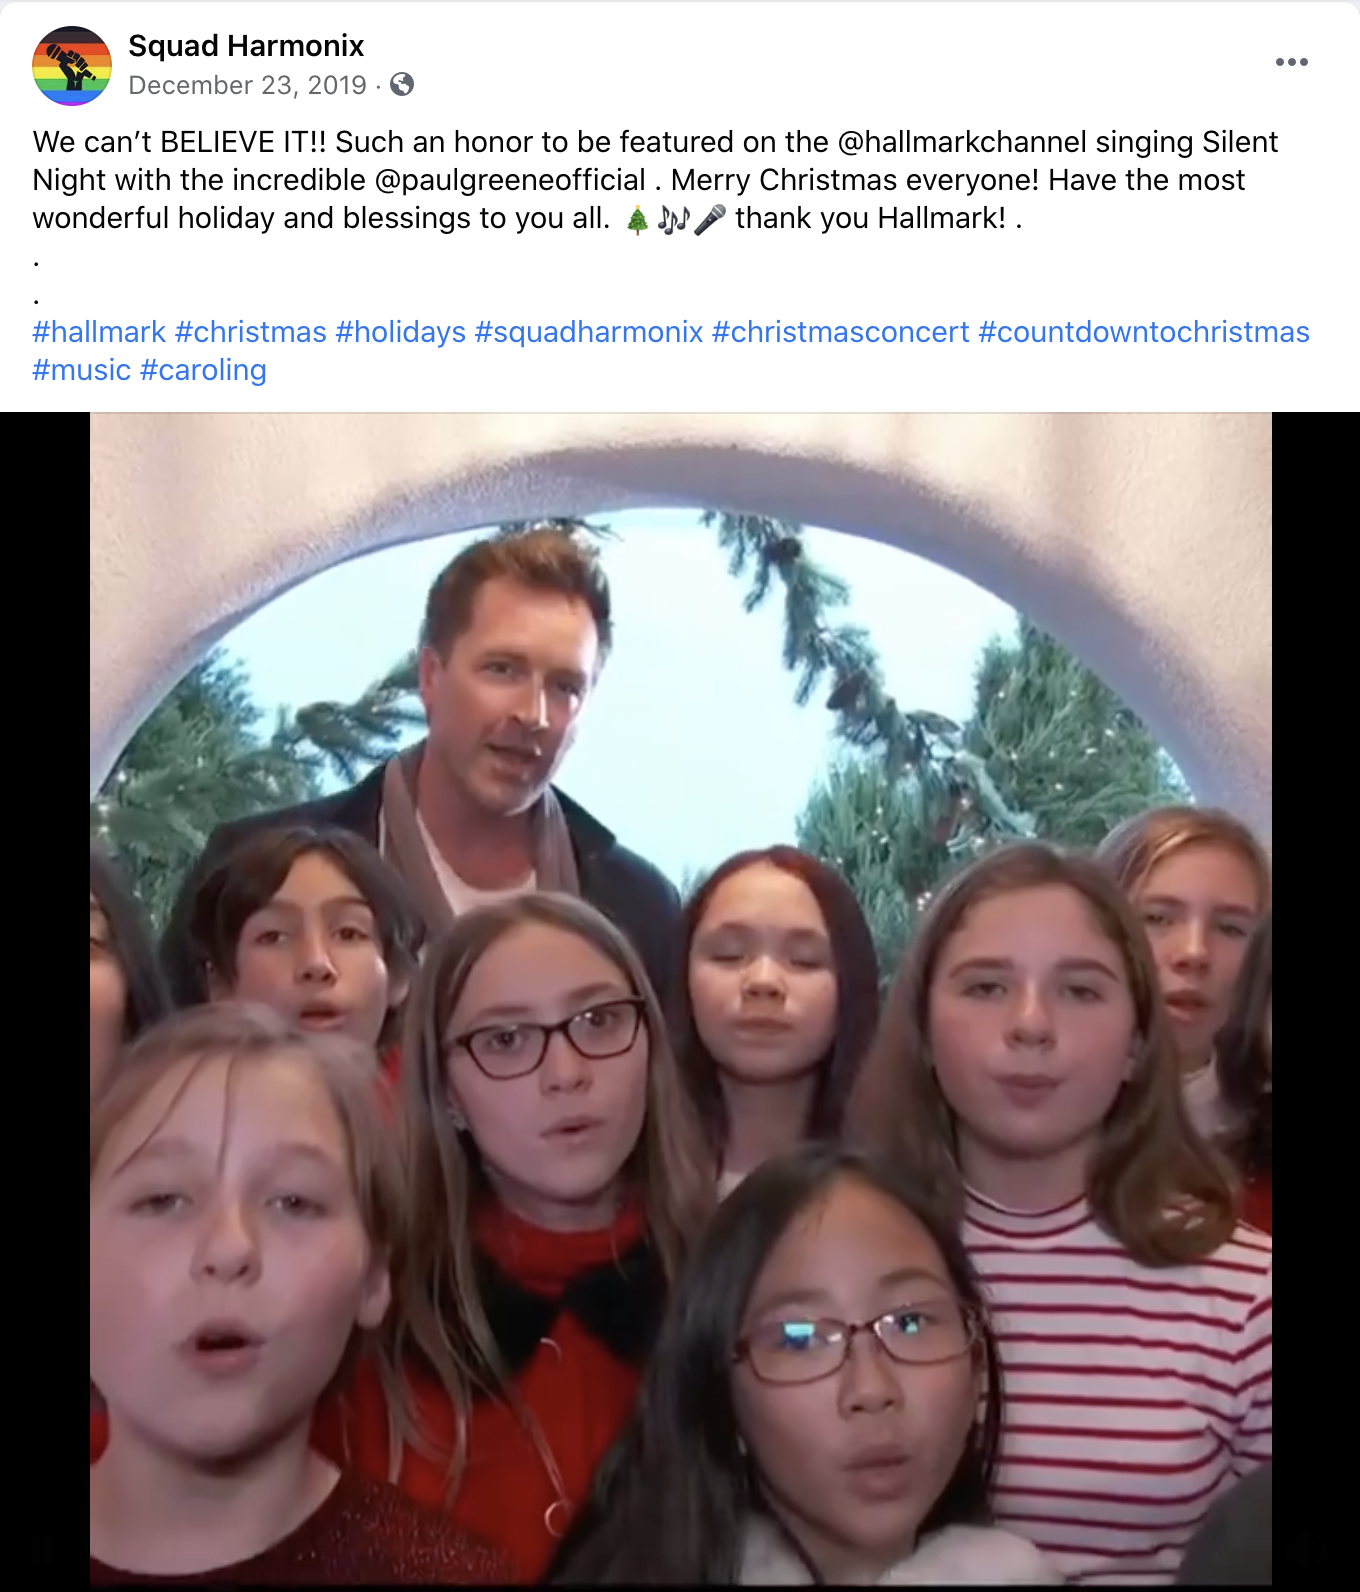 Squad Harmonix
December 23, 2019 ·
We can’t BELIEVE IT!! Such an honor to be featured on the @hallmarkchannel singing Silent
Night with the incredible @paulgreeneofficial . Merry Christmas everyone! Have the most
wonderful holiday and blessings to you all. 🎄🎶🎤 thank you Hallmark! .
.
.
#hallmark #christmas #holidays #squadharmonix #christmasconcert #countdowntochristmas
#music #caroling